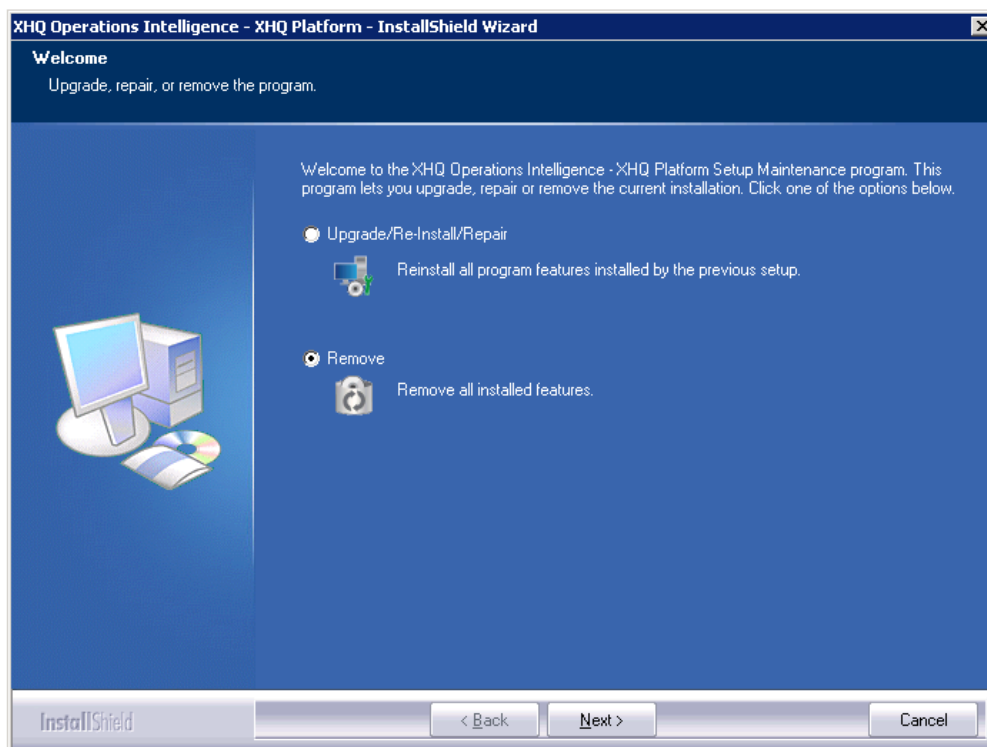 XHQ Operations Intelligence - XHQ Platform - InstallShield Wizard
Welcome
Upgrade, repair, or remove the program.
Welcome to the XHQ Operations Intelligence - XHQ Platform Setup Maintenance program. This
program lets you upgrade, repair or remove the current installation. Click one of the options below.
Upgrade/Re-Install/Repair
Reinstall all program features installed by the previous setup.
Remove
Remove all installed features.
InstallShield
< Back
Next >
Cancel